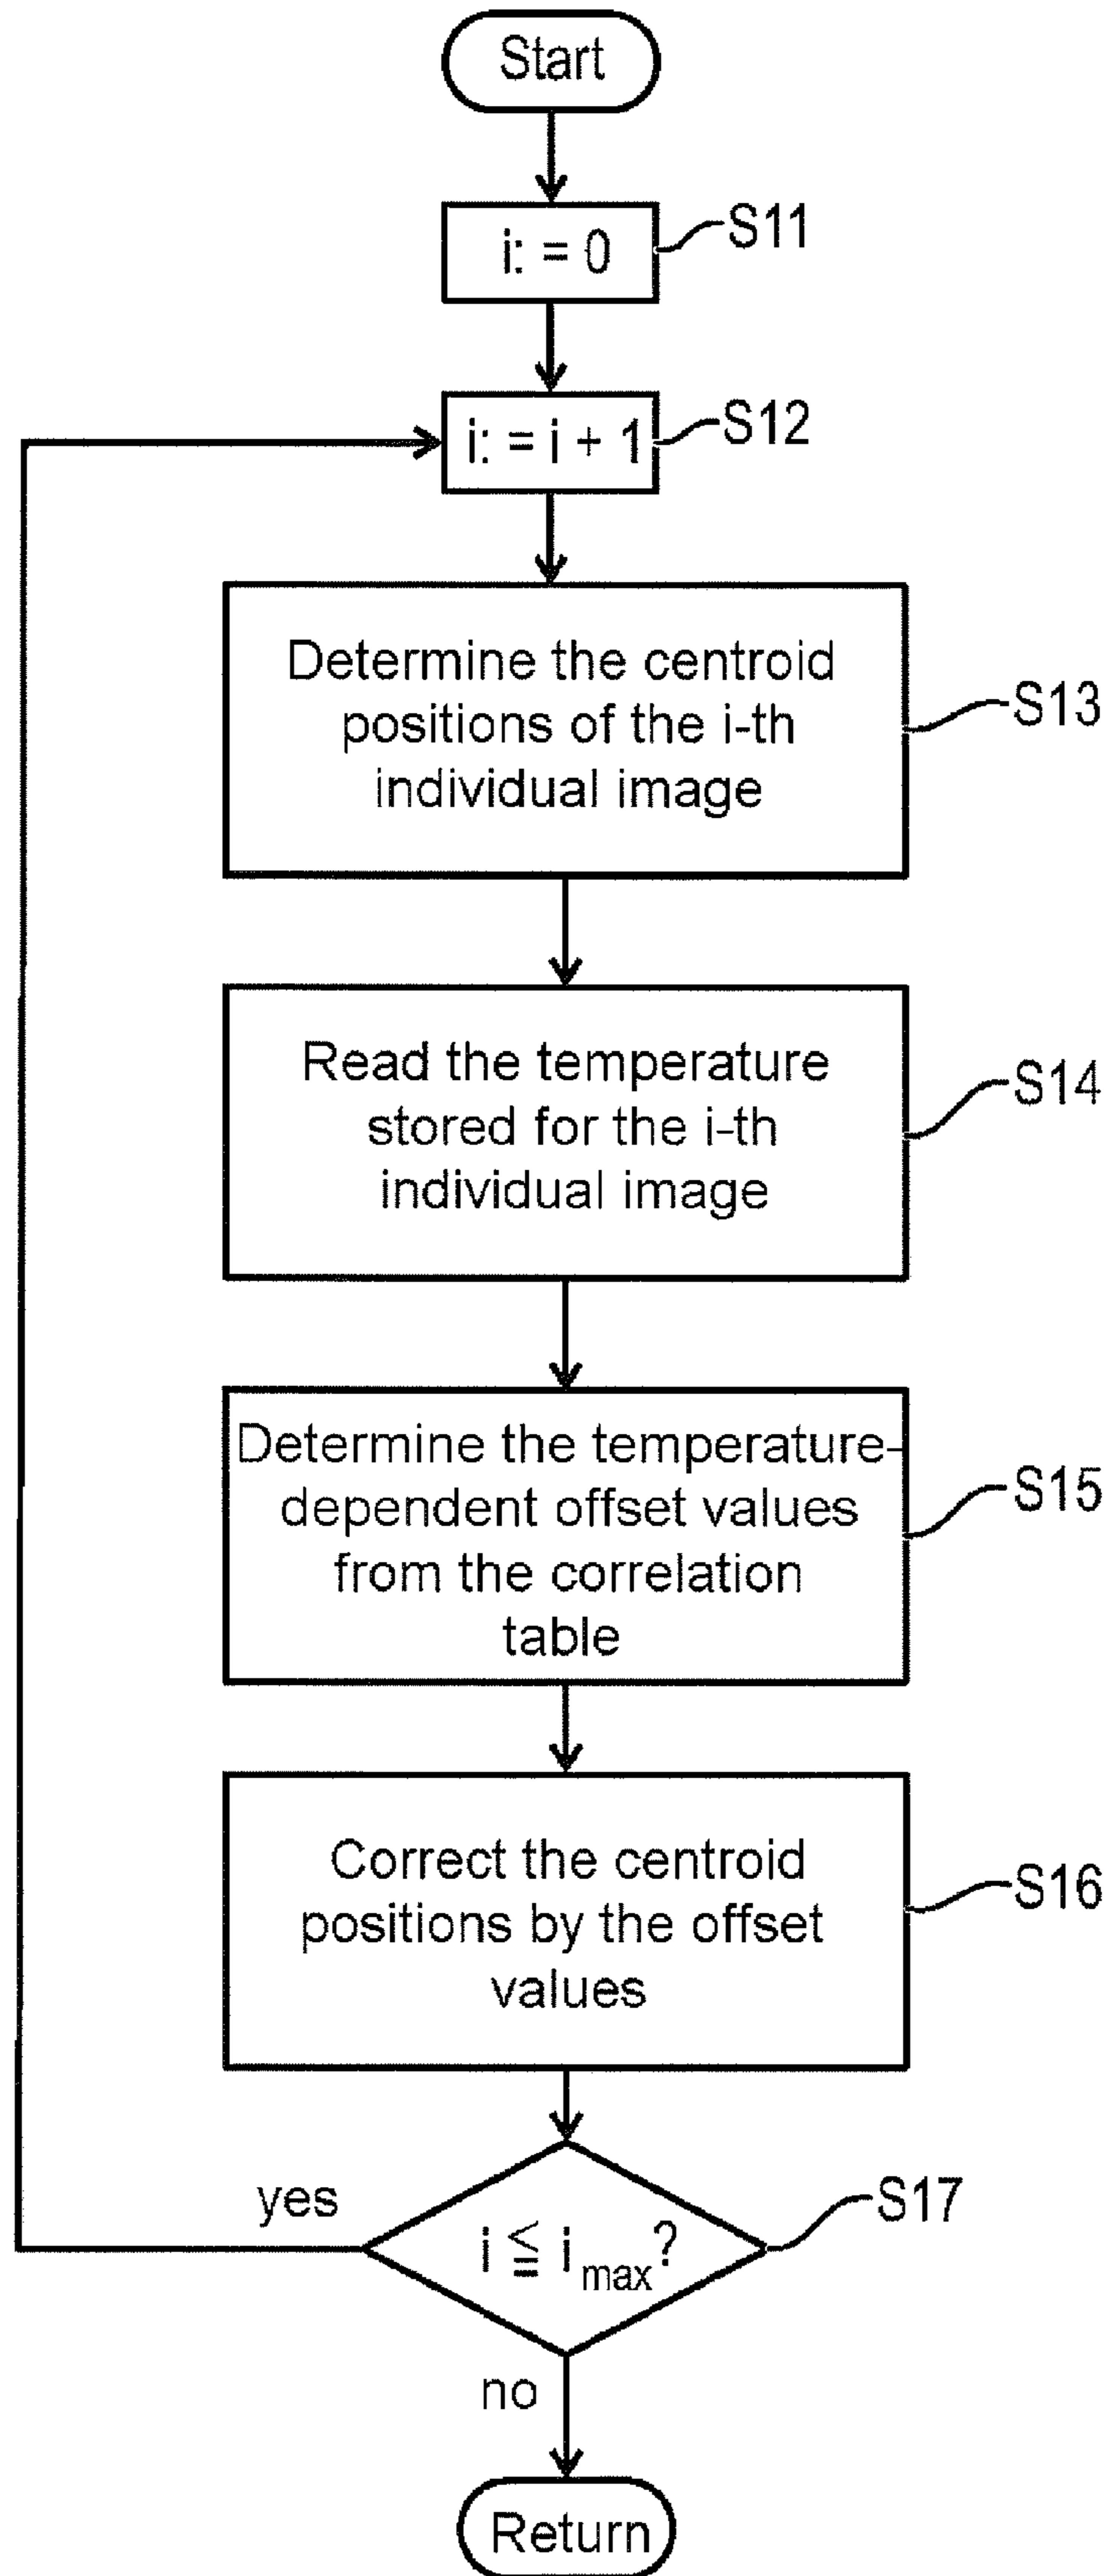 Start
i: = 0
S11
i: = i + 1
S12
Determine the centroid
positions of the i-th
individual image
S13
Read the temperature
stored for the i-th
individual image
S14
Determine the temperature-
dependent offset values
from the correlation
table
S15
Correct the centroid
positions by the offset
values
S16
yes
i ≦ imax?
S17
no
Return